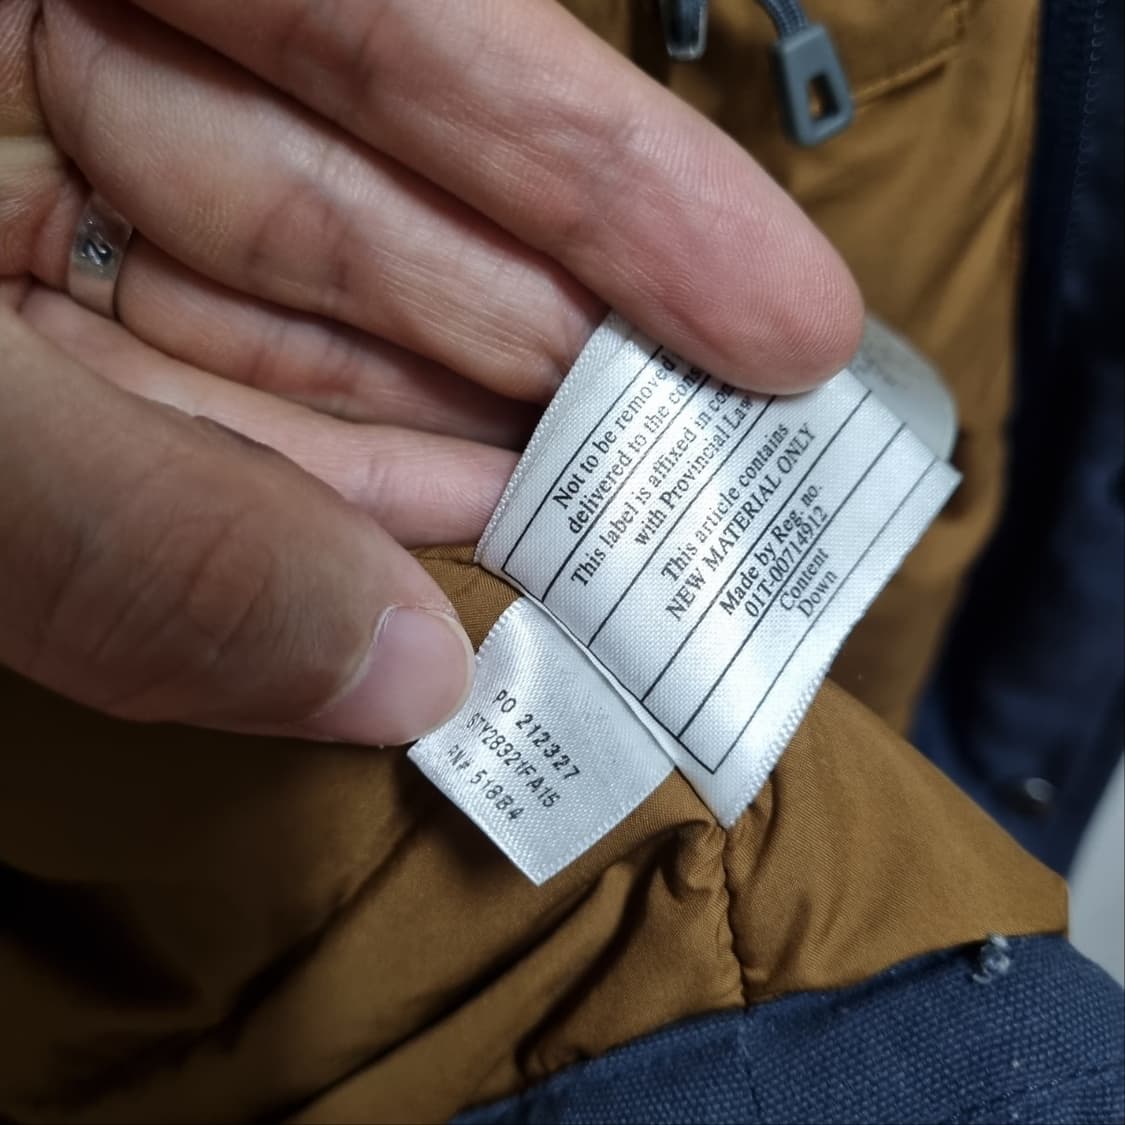 Not to be removed
delivered to the cons
This label is affixed in com
with Provincial Law
This article contains
NEW MATERIAL ONLY
Made by Reg. no.
01T-00714912
Content
Down
PO 212327
STY28321FA15
RN# 51884